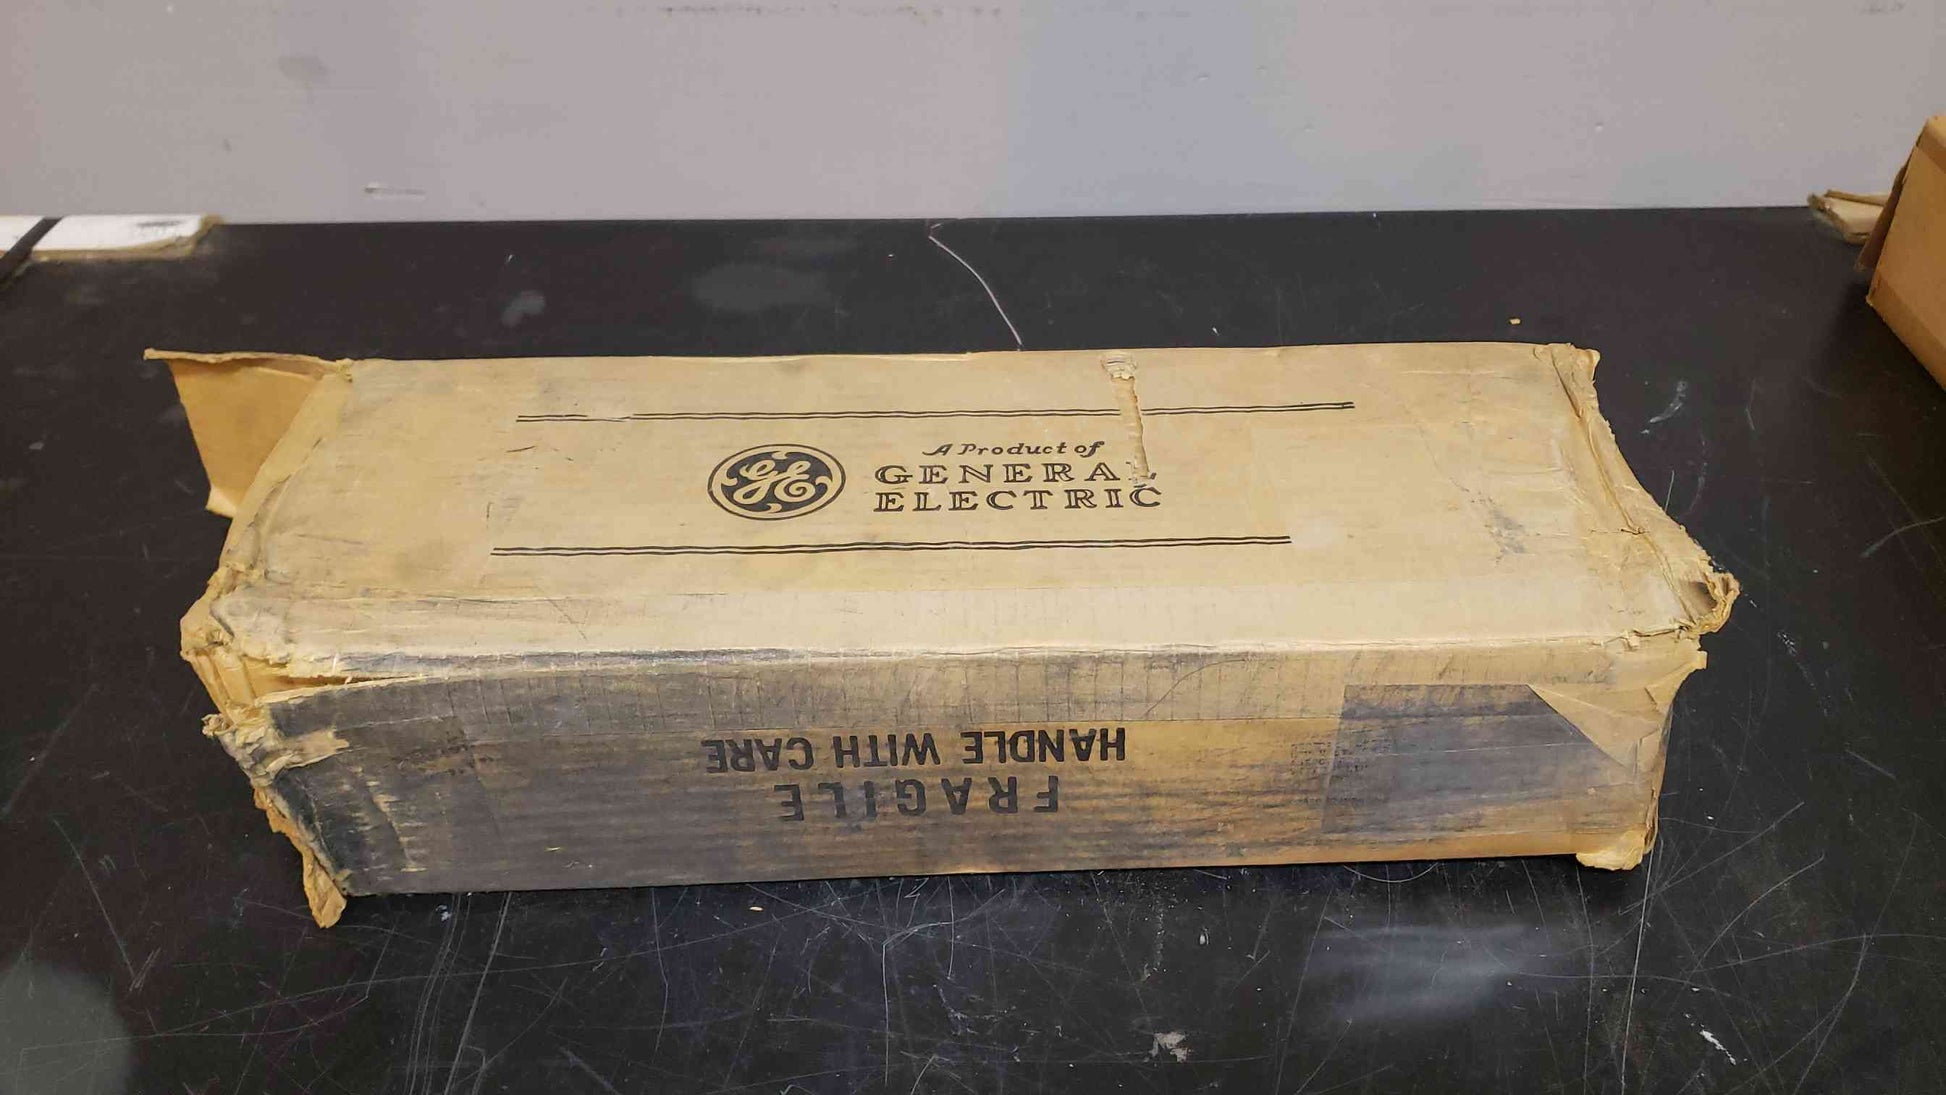 GE
A Product of
GENERAL
ELECTRIC
FRAGILE
HANDLE WITH CARE